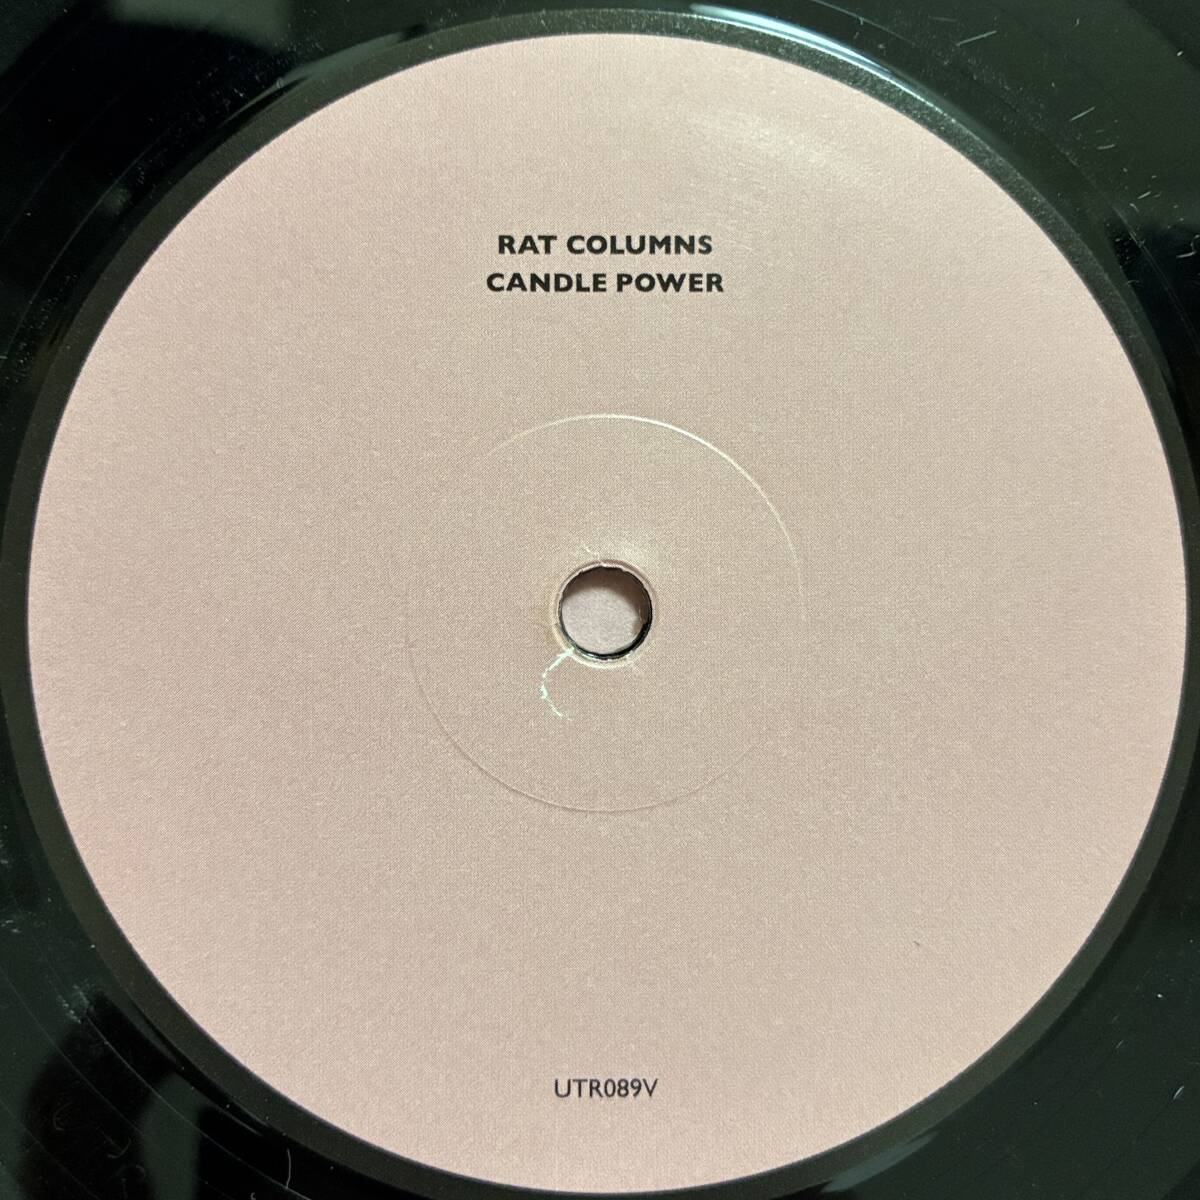 RAT COLUMNS
CANDLE POWER
UTR089V